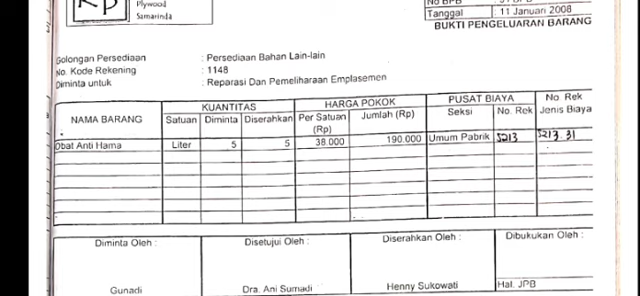 Plywood
Samarinda
Tanggal : 11 Januari 2008
BUKTI PENGELUARAN BARANG
Golongan Persediaan : Persediaan Bahan Lain-lain
No. Kode Rekening : 1148
Diminta untuk : Reparasi Dan Pemeliharaan Emplasemen
NAMA BARANG KUANTITAS HARGA POKOK PUSAT BIAYA No. Rek
Satuan Diminta Diserahkan Per Satuan Jumlah (Rp) Seksi No. Rek Jenis Biaya
(Rp)
Obat Anti Hama Liter 5 5 38.000 190.000 Umum Pabrik 5213 5213.31
Diminta Oleh : Disetujui Oleh : Diserahkan Oleh : Dibukukan Oleh :
Gunadi Dra. Ani Sumadi Henny Sukowati Hal. JPB